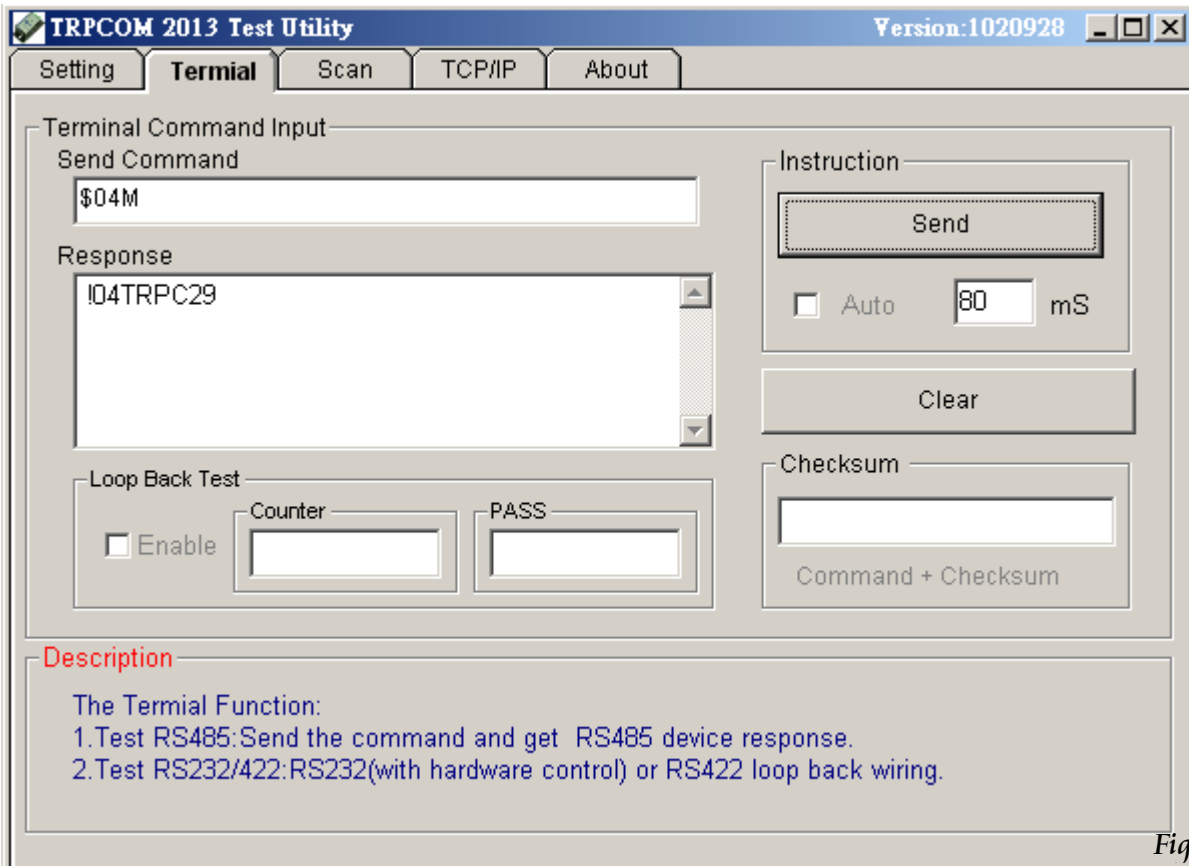 TRPCOM 2013 Test Utility Version:1020928
Setting Termial Scan TCP/IP About
Terminal Command Input
Send Command
$04M
Instruction
Send
Response
!04TRPC29
Auto 80 mS
Clear
Loop Back Test
Enable
Counter
PASS
Checksum
Command + Checksum
Description
The Termial Function:
1.Test RS485:Send the command and get RS485 device response.
2.Test RS232/422:RS232(with hardware control) or RS422 loop back wiring.